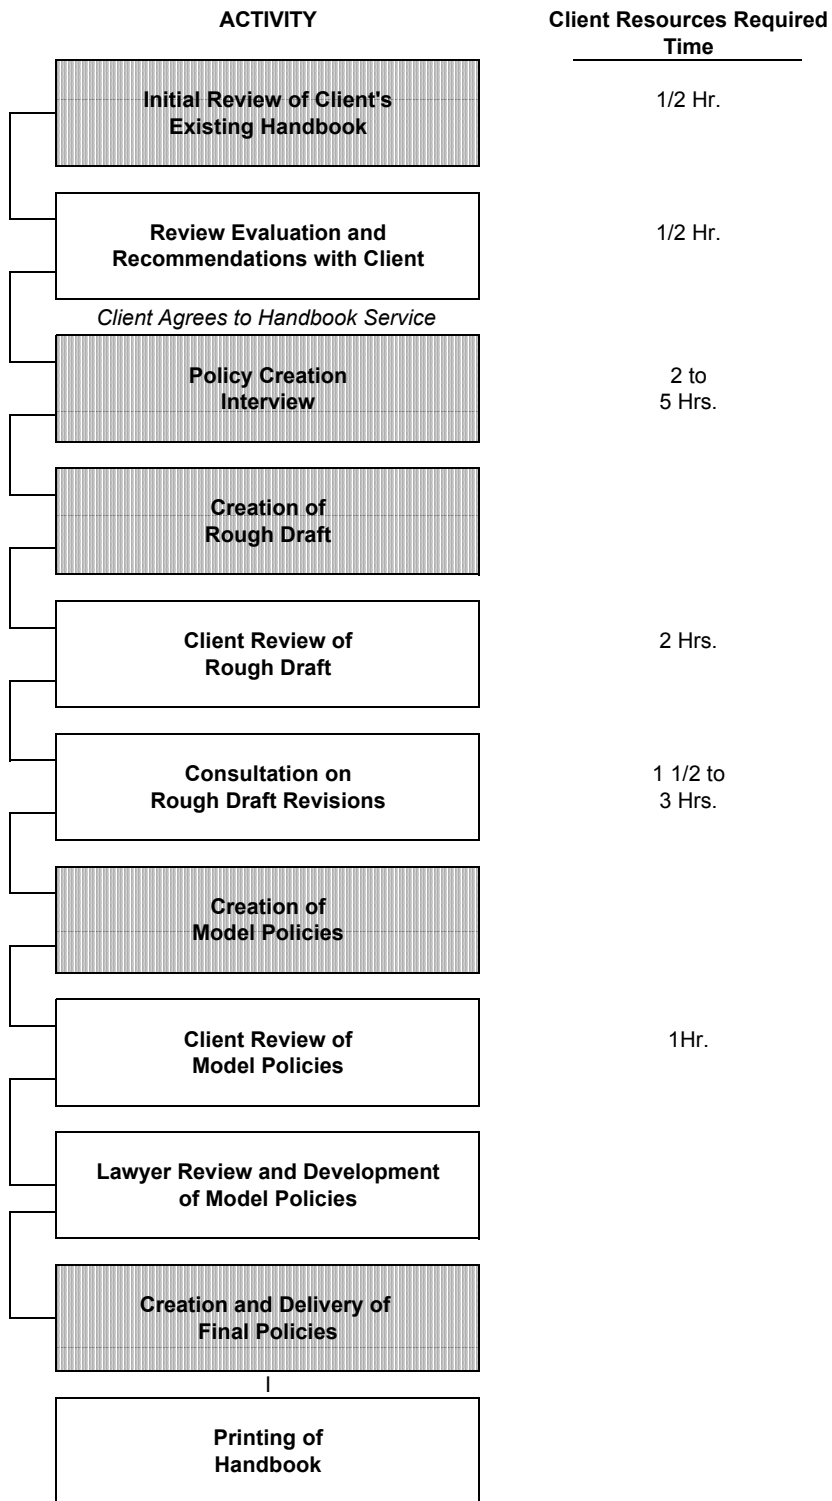 ACTIVITY Client Resources Required
Time
Initial Review of Client's 1/2 Hr.
Existing Handbook
Review Evaluation and 1/2 Hr.
Recommendations with Client
Client Agrees to Handbook Service
Policy Creation 2 to
Interview 5 Hrs.
Creation of
Rough Draft
Client Review of 2 Hrs.
Rough Draft
Consultation on 1 1/2 to
Rough Draft Revisions 3 Hrs.
Creation of
Model Policies
Client Review of 1Hr.
Model Policies
Lawyer Review and Development
of Model Policies
Creation and Delivery of
Final Policies
Printing of
Handbook